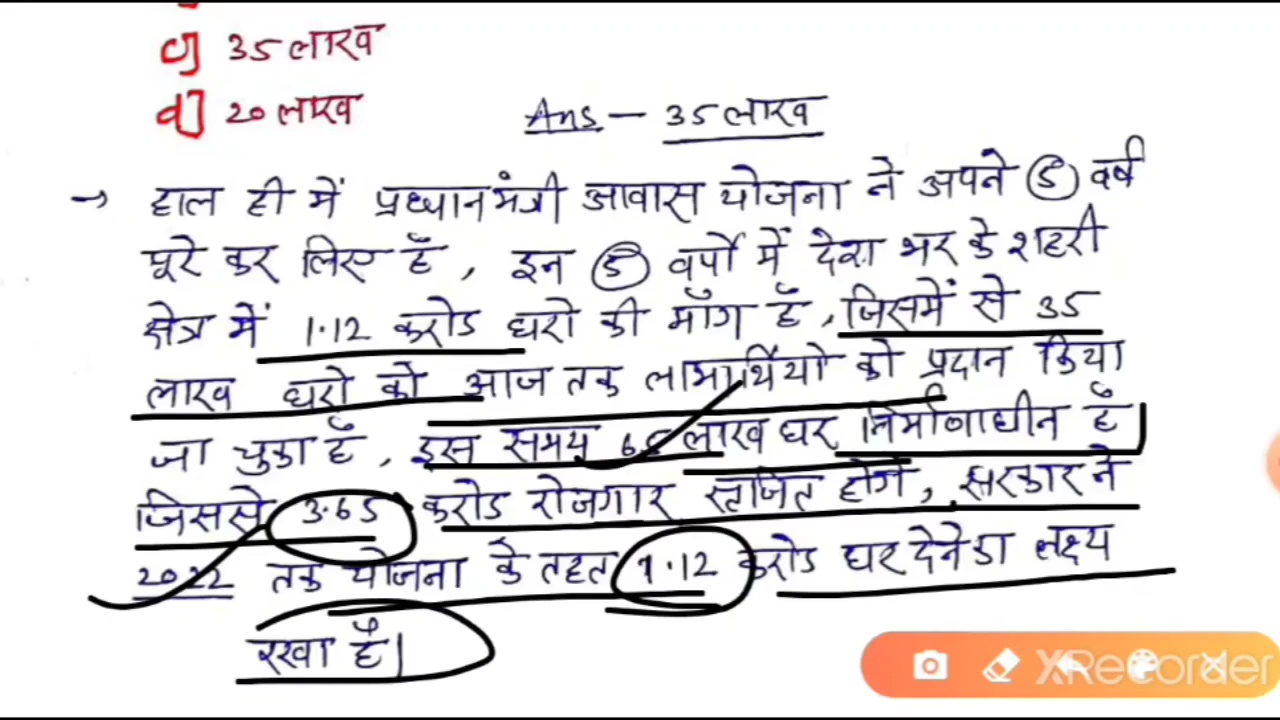 c] 35 लाख
d] 20 लाख
Ans - 35 लाख
→ हाल ही में प्रध्यानमंत्री आवास योजना ने अपने 5 वर्ष
पूरे कर लिए हैं, इन 5 वर्षों में देश भर के शहरी
क्षेत्र में 1.12 करोड घरो की माँग हैं, जिसमें से 35
लाख घरो को आज तक लाभार्थियो को प्रदान किया
जा चुका हैं, इस समय लाख घर निर्माणाधीन हैं|
जिससे 3.65 करोड रोजगार सृजित होगे, सरकार ने
2022 तक योजना के तहत 1.12 करोड घर देने का लक्ष्य
रखा हैं|
XRecorder